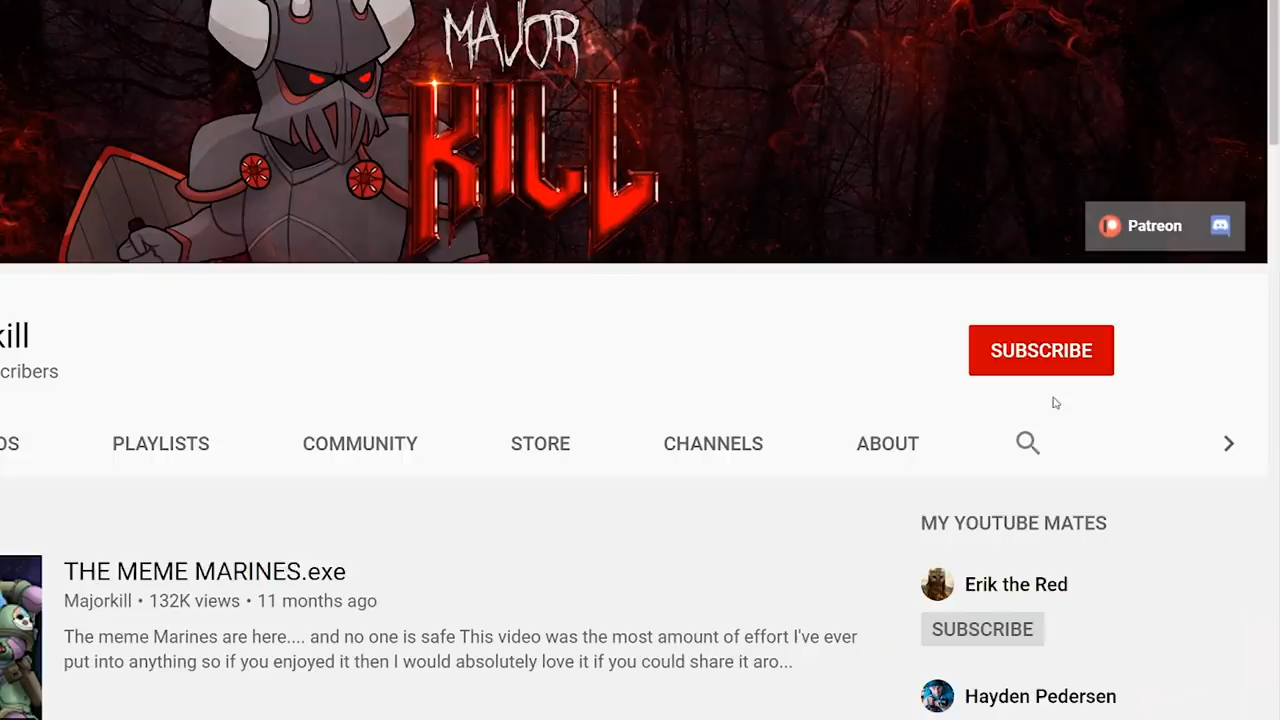 MAJOR
KILL
Patreon
kill
cribers
SUBSCRIBE
OS
PLAYLISTS
COMMUNITY
STORE
CHANNELS
ABOUT
MY YOUTUBE MATES
THE MEME MARINES.exe
Majorkill • 132K views • 11 months ago
The meme Marines are here.... and no one is safe This video was the most amount of effort I've ever
put into anything so if you enjoyed it then I would absolutely love it if you could share it aro...
Erik the Red
SUBSCRIBE
Hayden Pedersen